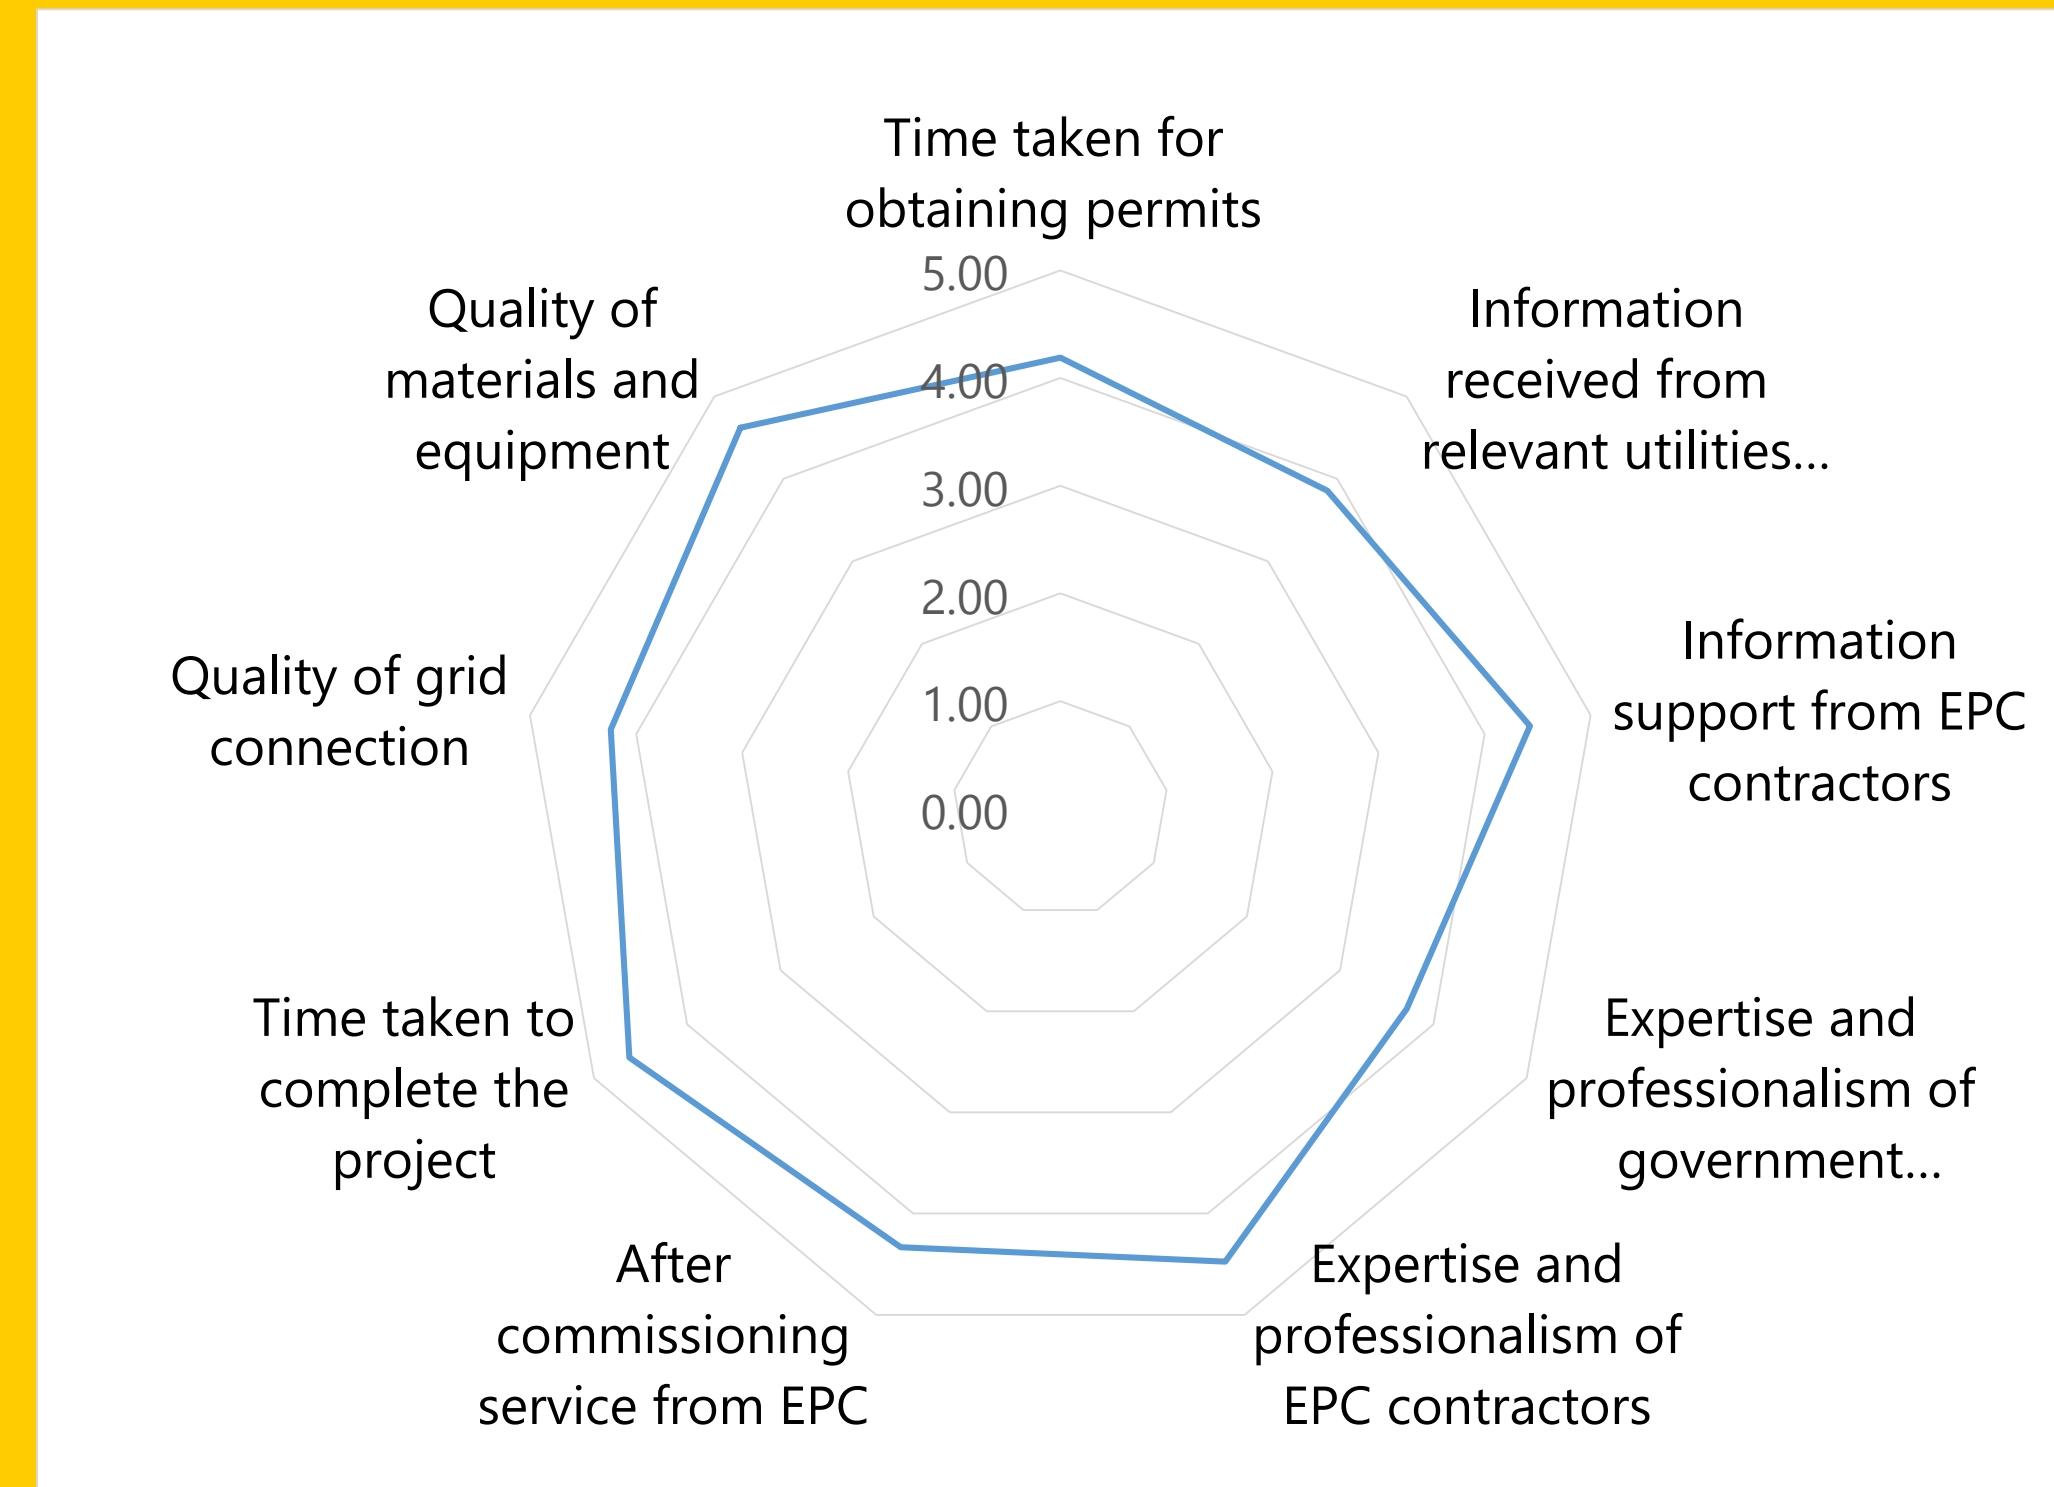 Time taken for
obtaining permits
Information
received from
relevant utilities...
Information
support from EPC
contractors
Expertise and
professionalism of
government...
Expertise and
professionalism of
EPC contractors
After
commissioning
service from EPC
Time taken to
complete the
project
Quality of grid
connection
Quality of
materials and
equipment
5.00
4.00
3.00
2.00
1.00
0.00